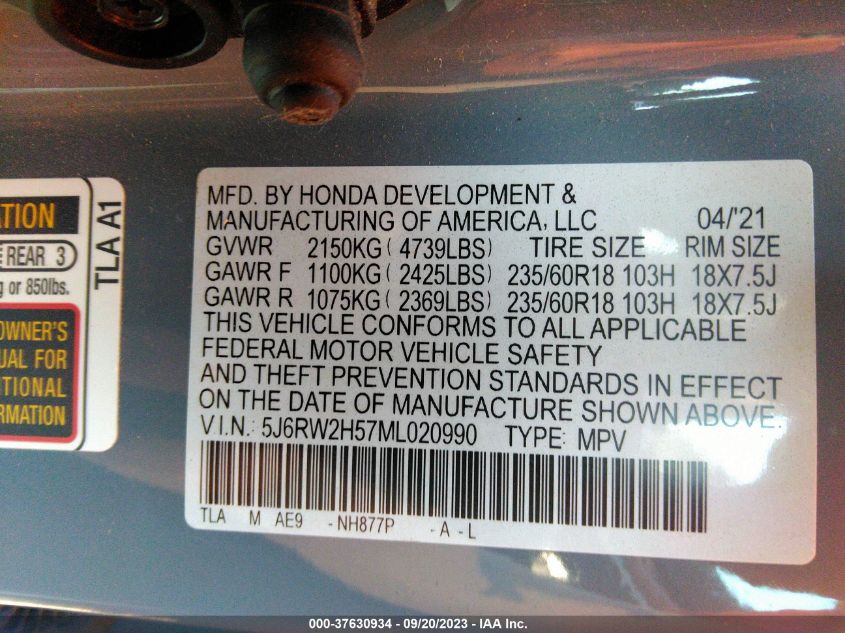 ATION
REAR 3
g or 850lbs.
OWNER'S
UAL FOR
ITIONAL
RMATION
TLA A1
MFD. BY HONDA DEVELOPMENT &
MANUFACTURING OF AMERICA, LLC 04/'21
GVWR 2150KG ( 4739LBS) TIRE SIZE RIM SIZE
GAWR F 1100KG ( 2425LBS) 235/60R18 103H 18X7.5J
GAWR R 1075KG ( 2369LBS) 235/60R18 103H 18X7.5J
THIS VEHICLE CONFORMS TO ALL APPLICABLE
FEDERAL MOTOR VEHICLE SAFETY
AND THEFT PREVENTION STANDARDS IN EFFECT
ON THE DATE OF MANUFACTURE SHOWN ABOVE.
V.I.N.: 5J6RW2H57ML020990 TYPE: MPV
TLA M AE9 -NH877P -A-L
000-37630934 - 09/20/2023 - IAA Inc.